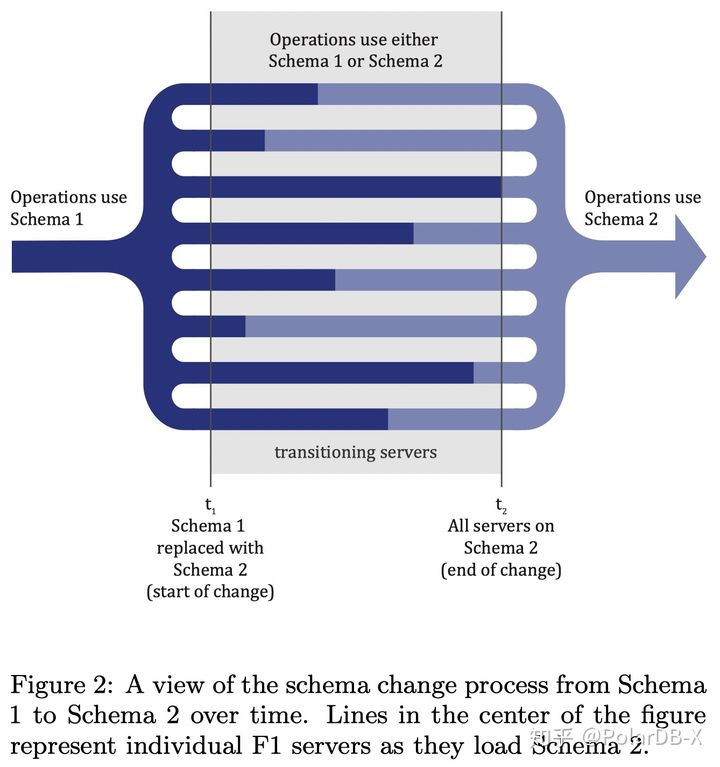 Operations use either
Schema 1 or Schema 2
Operations use
Schema 1
Operations use
Schema 2
transitioning servers
t₁
Schema 1
replaced with
Schema 2
(start of change)
t₂
All servers on
Schema 2
(end of change)
Figure 2: A view of the schema change process from Schema
1 to Schema 2 over time. Lines in the center of the figure
represent individual F1 servers as they load Schema 2.
知乎 @PolarDB-X